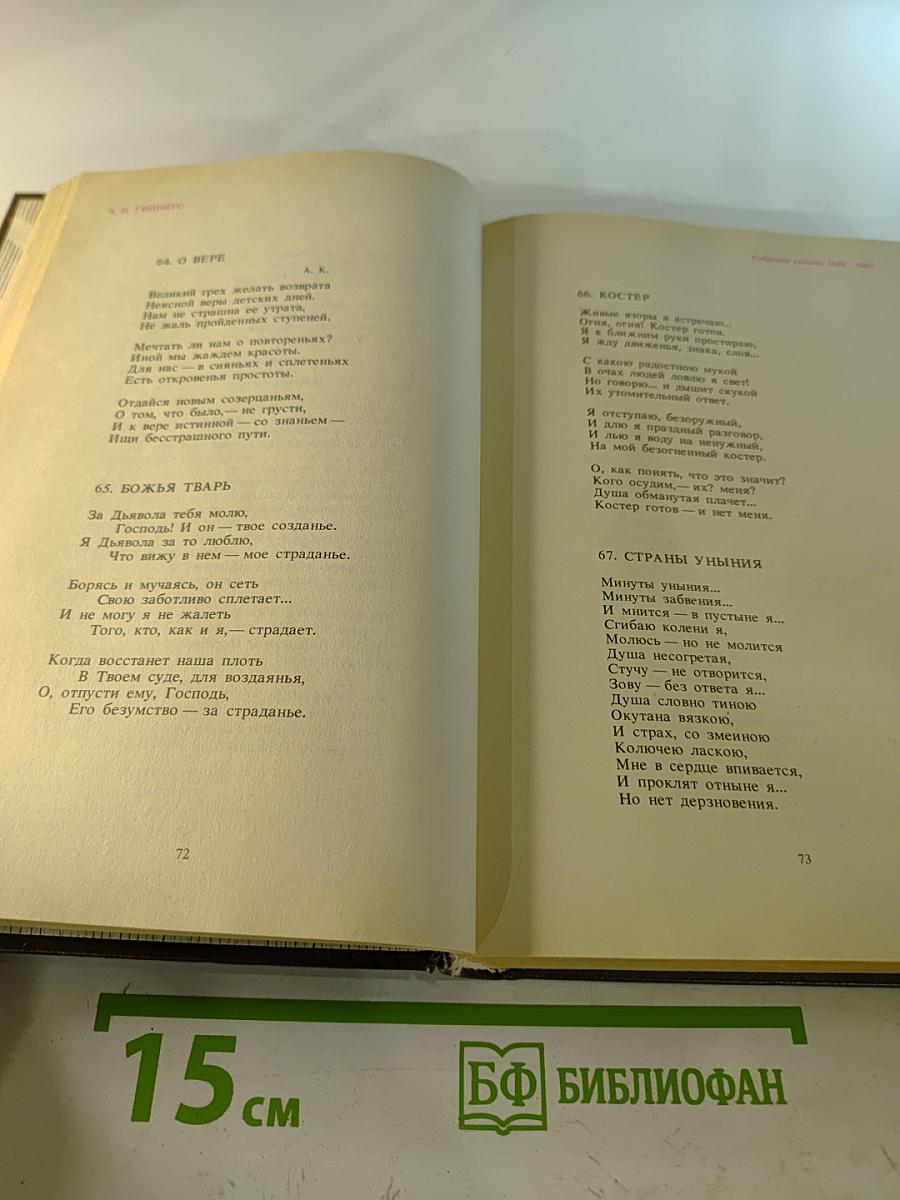 З. Н. ГИППИУС
64. О ВЕРЕ
А. К.
Великий грех желать возврата
Неясной веры детских дней.
Нам не страшна ее утрата,
Не жаль пройденных ступеней.
Мечтать ли нам о повтореньях?
Иной мы жаждем красоты.
Для нас — в сияньях и сплетеньях
Есть откровенья простоты.
Отдайся новым созерцаньям,
О том, что было,— не грусти,
И к вере истинной — со знаньем —
Ищи бесстрашного пути.
65. БОЖЬЯ ТВАРЬ
За Дьявола тебя молю,
Господь! И он — твое созданье.
Я Дьявола за то люблю,
Что вижу в нем — мое страданье.
Борясь и мучаясь, он сеть
Свою заботливо сплетает...
И не могу я не жалеть
Того, кто, как и я,— страдает.
Когда восстанет наша плоть
В Твоем суде, для воздаянья,
О, отпусти ему, Господь,
Его безумство — за страданье.
72
Собрание стихов. 1889—1903
66. КОСТЕР
Живые взоры я встречаю...
Огня, огня! Костер готов.
Я к ближним руки простираю,
Я жду движенья, знака, слов...
С какою радостною мукой
В очах людей ловлю я свет!
Но говорю... и дышит скукой
Их утомительный ответ.
Я отступаю, безоружный,
И длю я праздный разговор,
И лью я воду на ненужный,
На мой безогненный костер.
О, как понять, что это значит?
Кого осудим,— их? меня?
Душа обманутая плачет...
Костер готов — и нет меня.
67. СТРАНЫ УНЫНИЯ
Минуты уныния...
Минуты забвения...
И мнится — в пустыне я...
Сгибаю колени я,
Молюсь — но не молится
Душа несогретая,
Стучу — не отворится,
Зову — без ответа я...
Душа словно тиною
Окутана вязкою,
И страх, со змеиною
Колючею ласкою,
Мне в сердце впивается,
И проклят отныне я...
Но нет дерзновения.
73
15 см
БФ БИБЛИОФАН